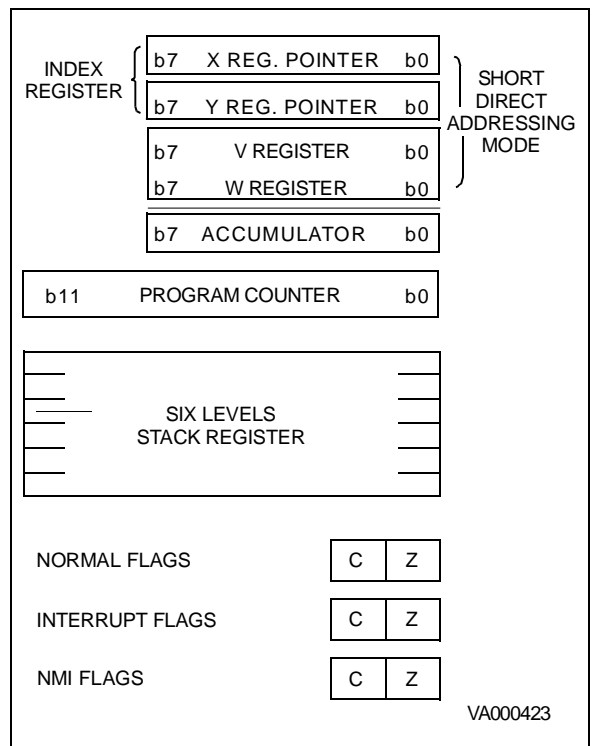 INDEX
REGISTER
b7 X REG. POINTER b0
b7 Y REG. POINTER b0
b7 V REGISTER b0
b7 W REGISTER b0
SHORT
DIRECT
ADDRESSING
MODE
b7 ACCUMULATOR b0
b11 PROGRAM COUNTER b0
SIX LEVELS
STACK REGISTER
NORMAL FLAGS C Z
INTERRUPT FLAGS C Z
NMI FLAGS C Z
VA000423